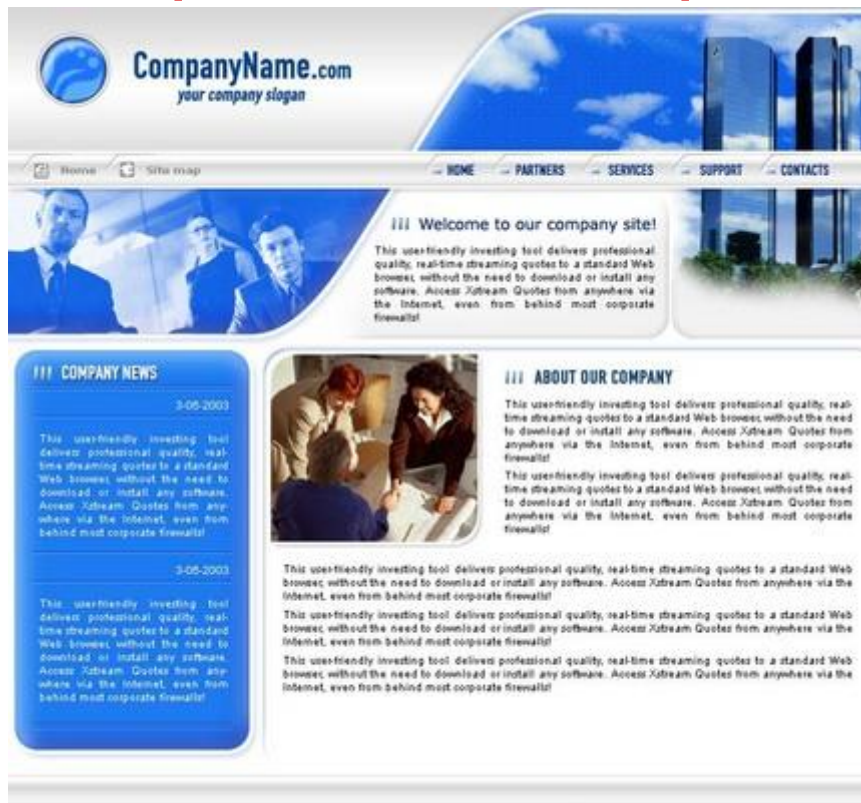 CompanyName.com
your company slogan
Home
Site map
HOME
PARTNERS
SERVICES
SUPPORT
CONTACTS
Welcome to our company site!
This user-friendly investing tool delivers professional
quality, real-time streaming quotes to a standard Web
browser, without the need to download or install any
software. Access Xstream Quotes from anywhere via
the Internet, even from behind most corporate
firewalls!
COMPANY NEWS
3-06-2003
This user-friendly investing tool
delivers professional quality, real-
time streaming quotes to a standard
Web browser, without the need to
download or install any software.
Access Xstream Quotes from any-
where via the Internet, even from
behind most corporate firewalls!
3-06-2003
This user-friendly investing tool
delivers professional quality, real-
time streaming quotes to a standard
Web browser, without the need to
download or install any software.
Access Xstream Quotes from any-
where via the Internet, even from
behind most corporate firewalls!
ABOUT OUR COMPANY
This user-friendly investing tool delivers professional quality, real-
time streaming quotes to a standard Web browser, without the need
to download or install any software. Access Xstream Quotes from
anywhere via the Internet, even from behind most corporate
firewalls!
This user-friendly investing tool delivers professional quality, real-
time streaming quotes to a standard Web browser, without the need
to download or install any software. Access Xstream Quotes from
anywhere via the Internet, even from behind most corporate
firewalls!
This user-friendly investing tool delivers professional quality, real-time streaming quotes to a standard Web
browser, without the need to download or install any software. Access Xstream Quotes from anywhere via the
Internet, even from behind most corporate firewalls!
This user-friendly investing tool delivers professional quality, real-time streaming quotes to a standard Web
browser, without the need to download or install any software. Access Xstream Quotes from anywhere via the
Internet, even from behind most corporate firewalls!
This user-friendly investing tool delivers professional quality, real-time streaming quotes to a standard Web
browser, without the need to download or install any software. Access Xstream Quotes from anywhere via the
Internet, even from behind most corporate firewalls!